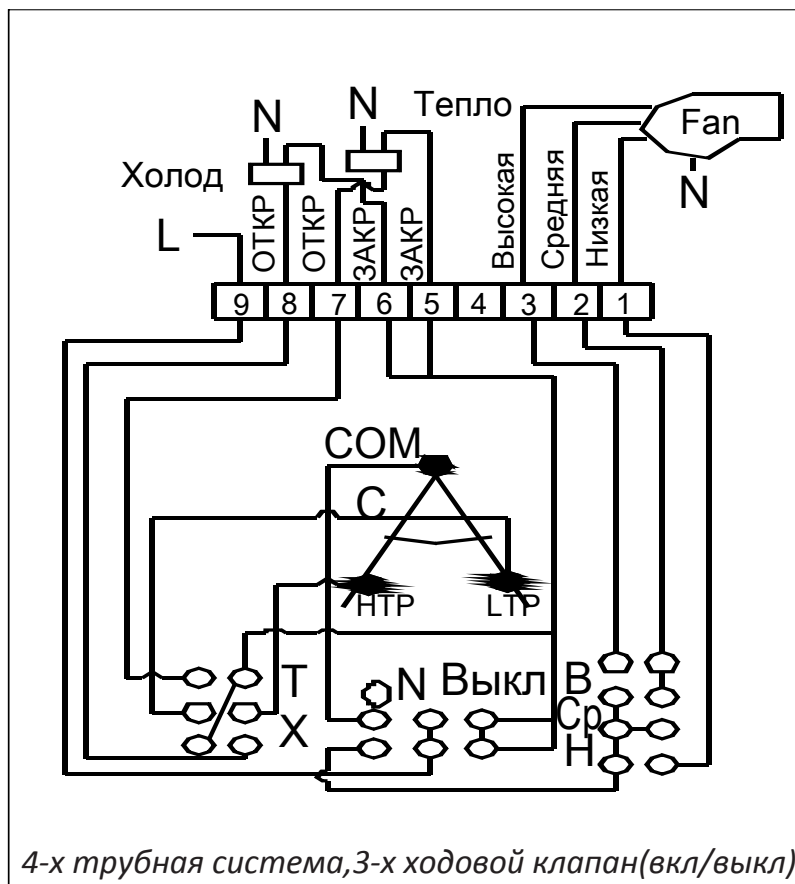 N
N
Тепло
Fan
Холод
L
ОТКР
ОТКР
ЗАКР
ЗАКР
Высокая
Средняя
Низкая
N
9 8 7 6 5 4 3 2 1
COM
C
HTP
LTP
T
X
N
Выкл
В
Ср
Н
4-х трубная система,3-х ходовой клапан(вкл/выкл)